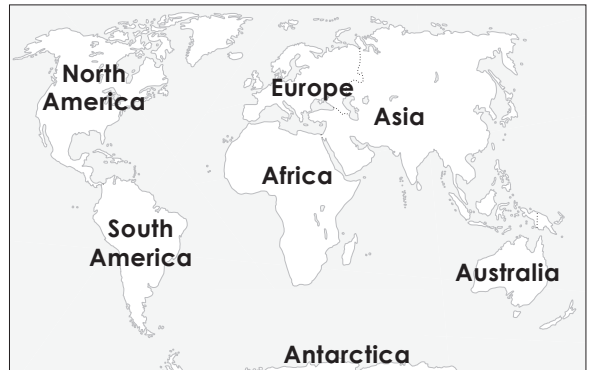 North
America
Europe
Asia
Africa
South
America
Australia
Antarctica